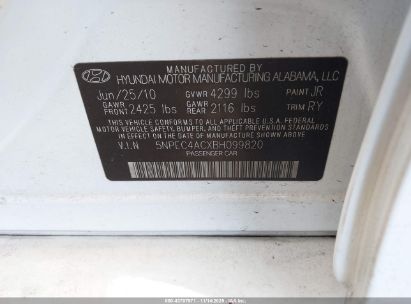 MANUFACTURED BY
HYUNDAI MOTOR MANUFACTURING ALABAMA, LLC
Jun/25/10 GVWR 4299 lbs PAINT JR
GAWR FRONT 2425 lbs GAWR REAR 2116 lbs TRIM RY
THIS VEHICLE CONFORMS TO ALL APPLICABLE U.S.A. FEDERAL
MOTOR VEHICLE SAFETY, BUMPER, AND THEFT PREVENTION
STANDARDS IN EFFECT ON THE DATE OF MANUFACTURE SHOWN ABOVE.
V.I.N 5NPEC4ACXBH099820
PASSENGER CAR